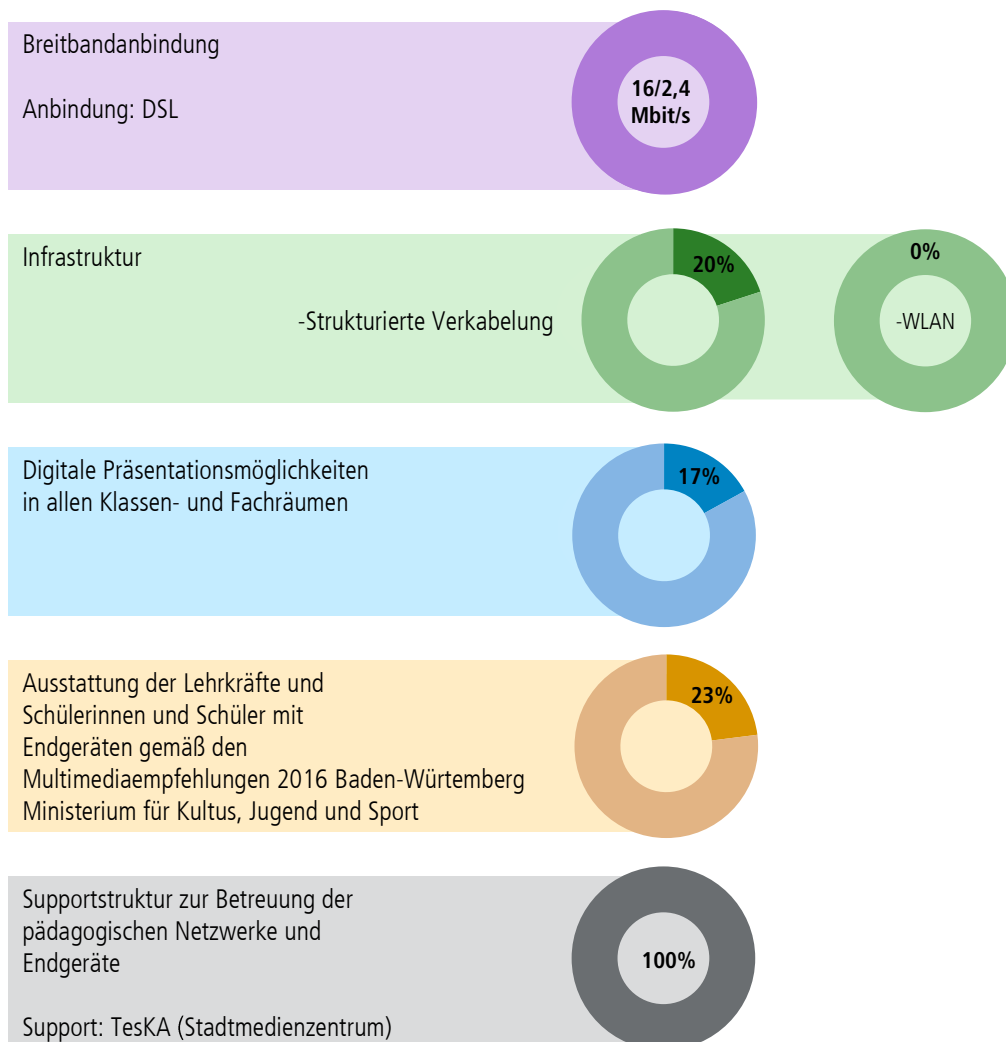 Breitbandanbindung
Anbindung: DSL
16/2,4
Mbit/s
Infrastruktur
-Strukturierte Verkabelung
20%
0%
-WLAN
Digitale Präsentationsmöglichkeiten
in allen Klassen- und Fachräumen
17%
Ausstattung der Lehrkräfte und
Schülerinnen und Schüler mit
Endgeräten gemäß den
Multimediaempfehlungen 2016 Baden-Würtemberg
Ministerium für Kultus, Jugend und Sport
23%
Supportstruktur zur Betreuung der
pädagogischen Netzwerke und
Endgeräte
Support: TesKA (Stadtmedienzentrum)
100%